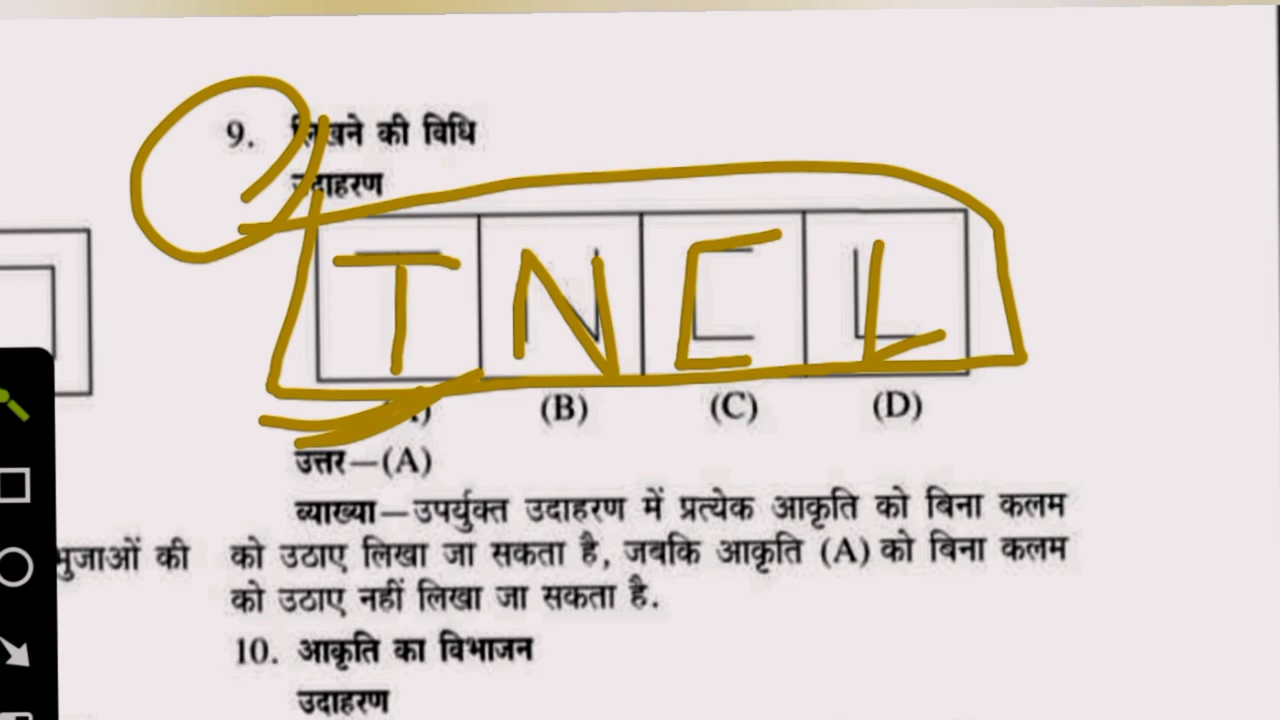 9. लिखने की विधि
उदाहरण
T N C L
(B) (C) (D)
उत्तर—(A)
व्याख्या—उपर्युक्त उदाहरण में प्रत्येक आकृति को बिना कलम
भुजाओं की को उठाए लिखा जा सकता है, जबकि आकृति (A) को बिना कलम
को उठाए नहीं लिखा जा सकता है.
10. आकृति का विभाजन
उदाहरण